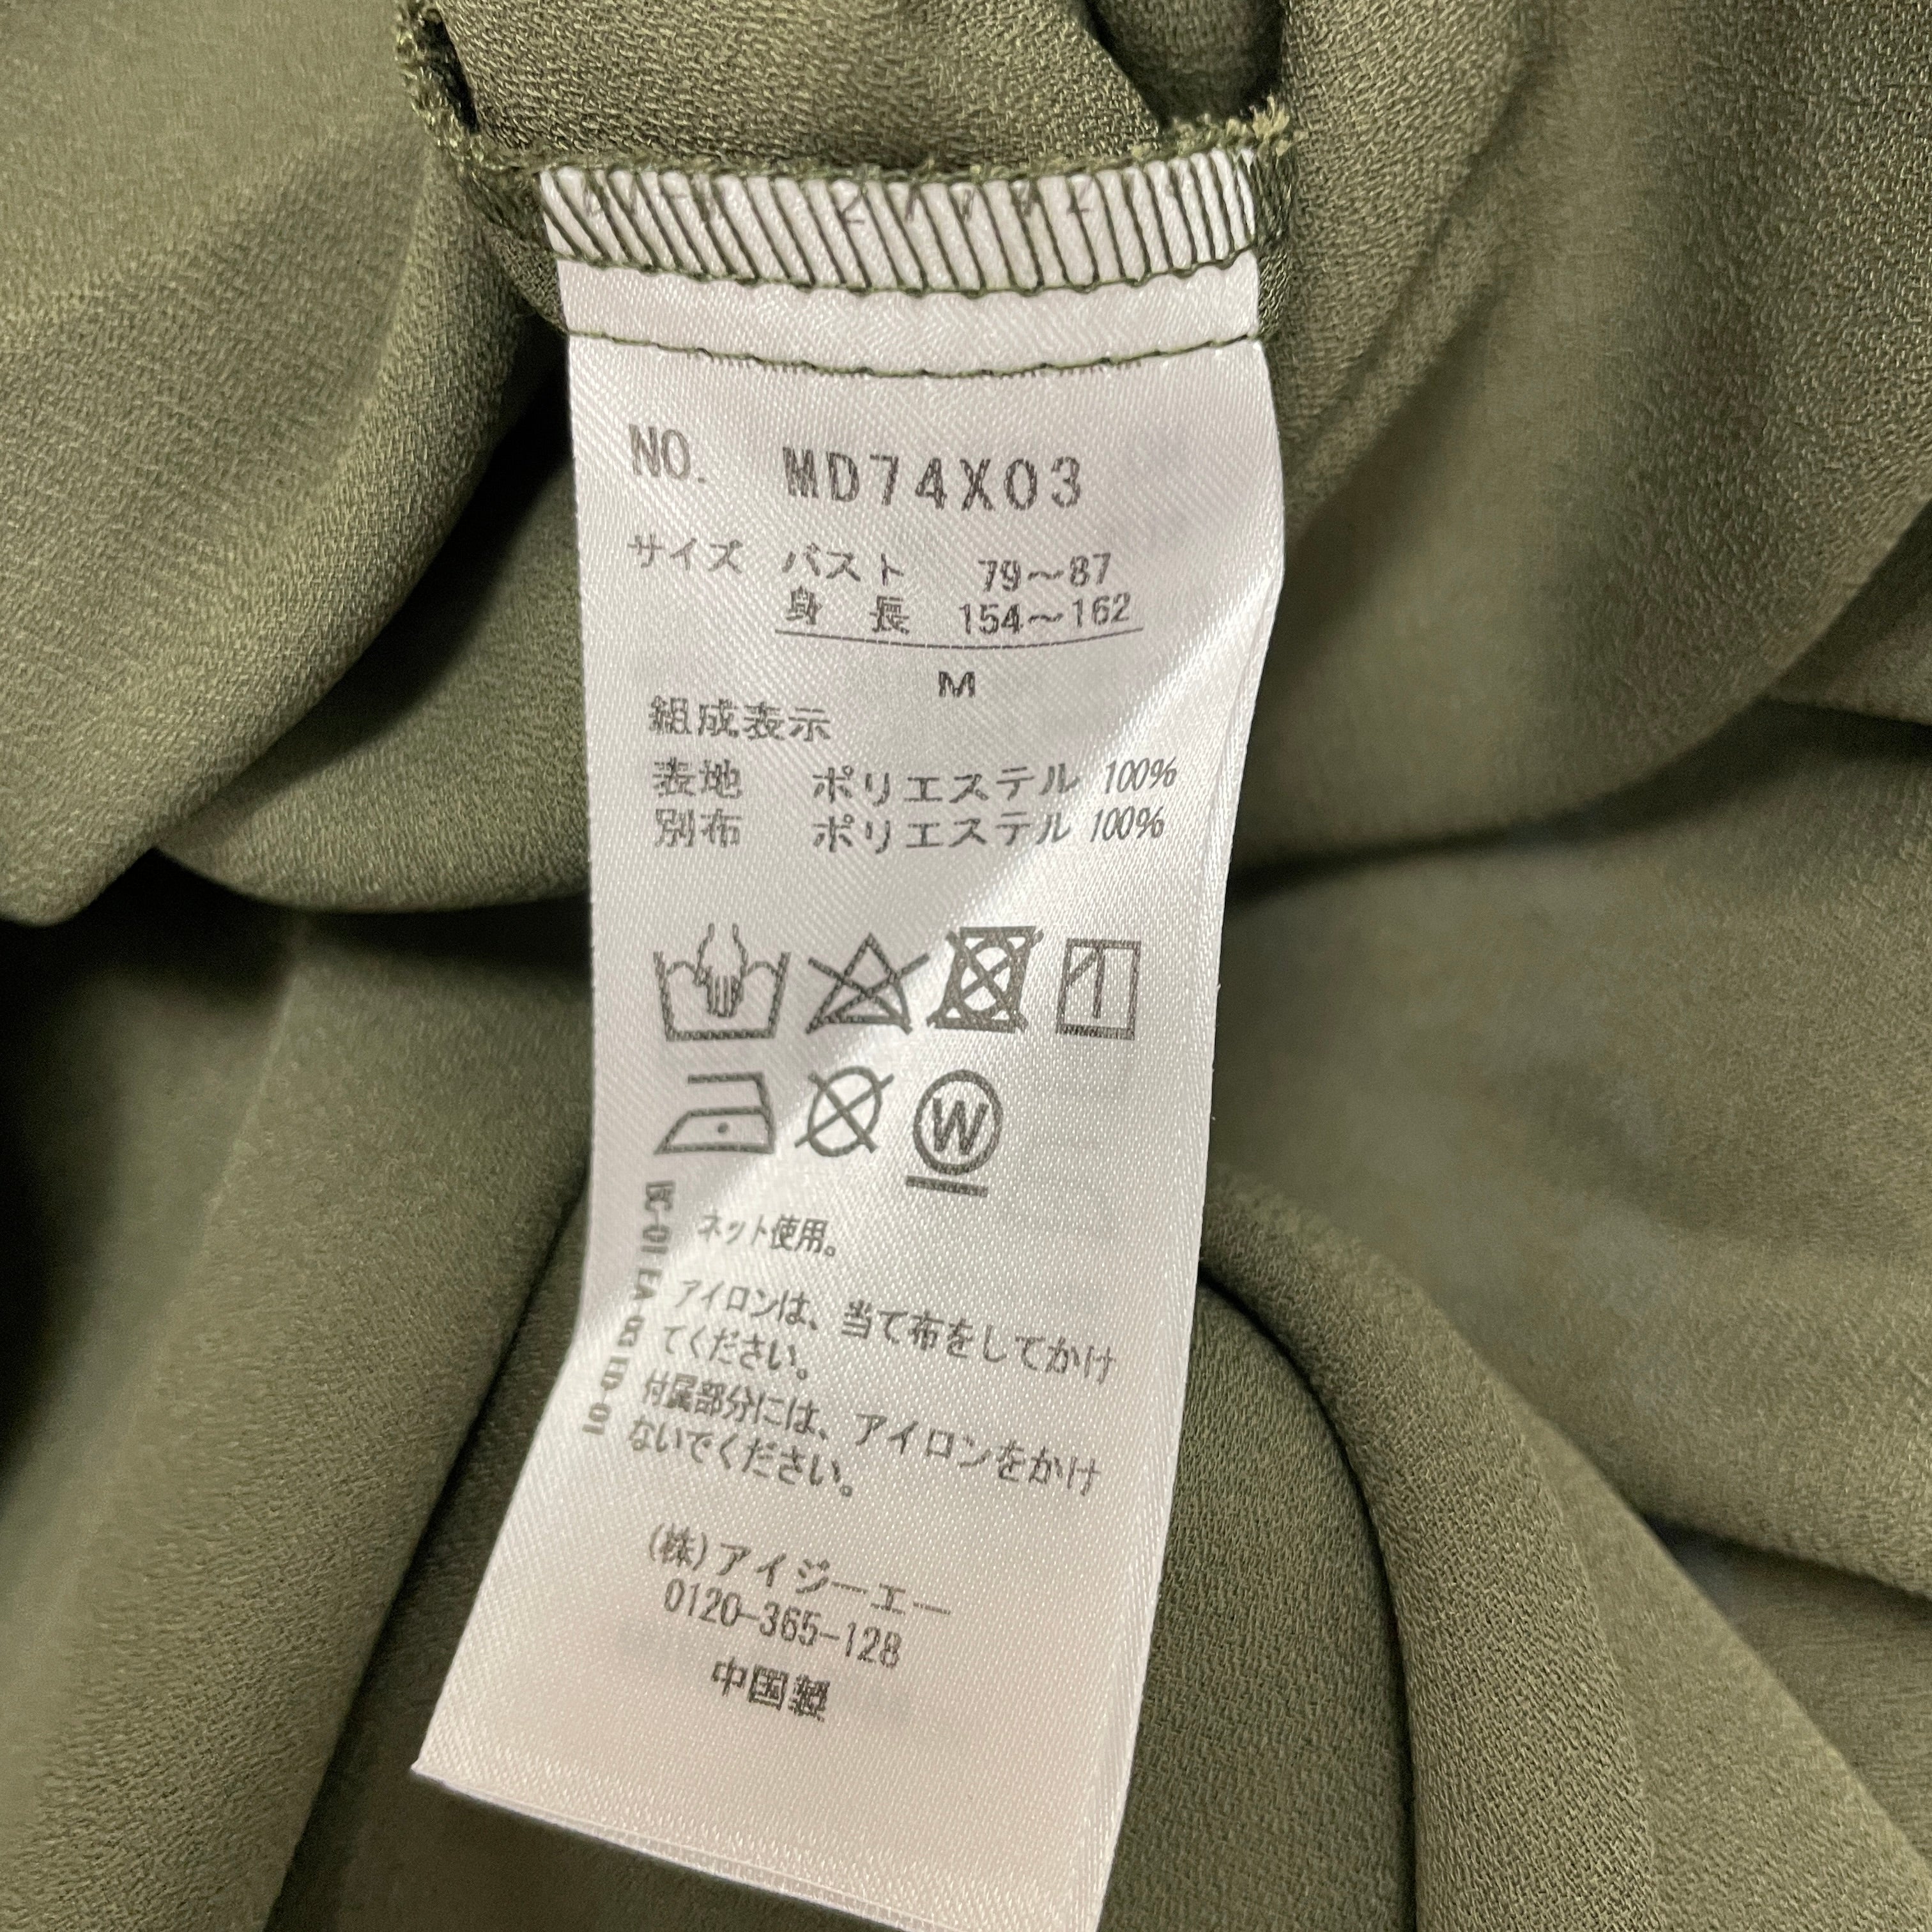 NO. MD74X03
サイズ バスト 79～87
身 長 154～162
M
組成表示
表地 ポリエステル 100%
別布 ポリエステル 100%
W
ネット使用。
アイロンは、当て布をしてかけ
てください。
付属部分には、アイロンをかけ
ないでください。
(株)アイジーエー
0120-365-128
中国製